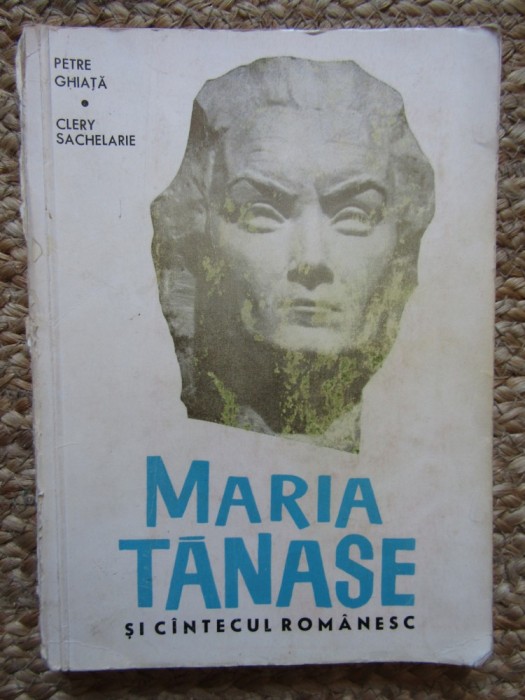 PETRE
GHIAȚĂ
•
CLERY
SACHELARIE
MARIA
TĂNASE
ȘI CÎNTECUL ROMÂNESC